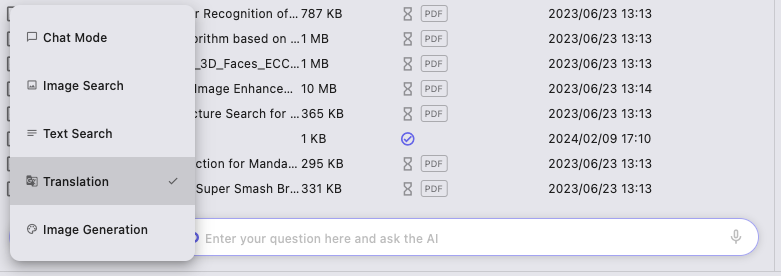 r Recognition of... 787 KB PDF 2023/06/23 13:13
Chat Mode
orithm based on ... 1 MB PDF 2023/06/23 13:13
_3D_Faces_ECC... 1 MB PDF 2023/06/23 13:13
Image Search
Image Enhance... 10 MB PDF 2023/06/23 13:14
cture Search for ... 365 KB PDF 2023/06/23 13:13
Text Search
1 KB 2024/02/09 17:10
ction for Manda... 295 KB PDF 2023/06/23 13:13
Translation
Super Smash Br... 331 KB PDF 2023/06/23 13:13
Image Generation
Enter your question here and ask the AI